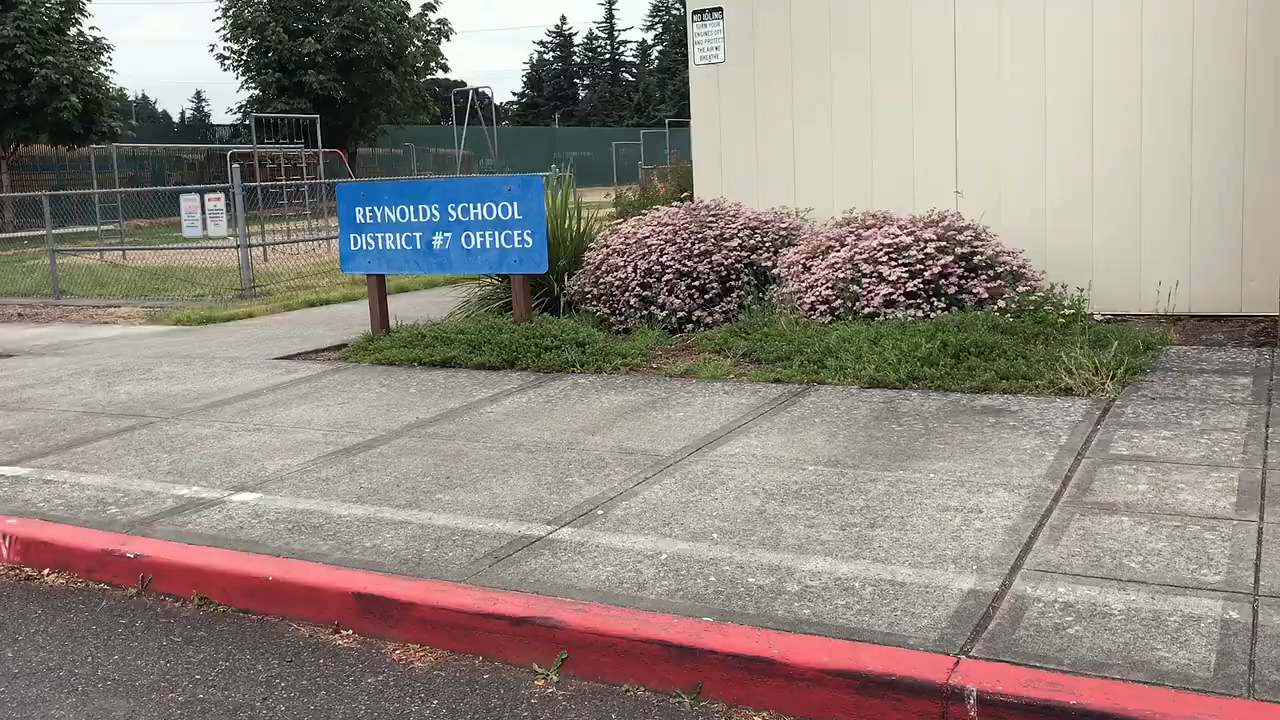 NO IDLING
TURN YOUR
ENGINES OFF
AND PROTECT
THE AIR WE
BREATHE
REYNOLDS SCHOOL
DISTRICT #7 OFFICES